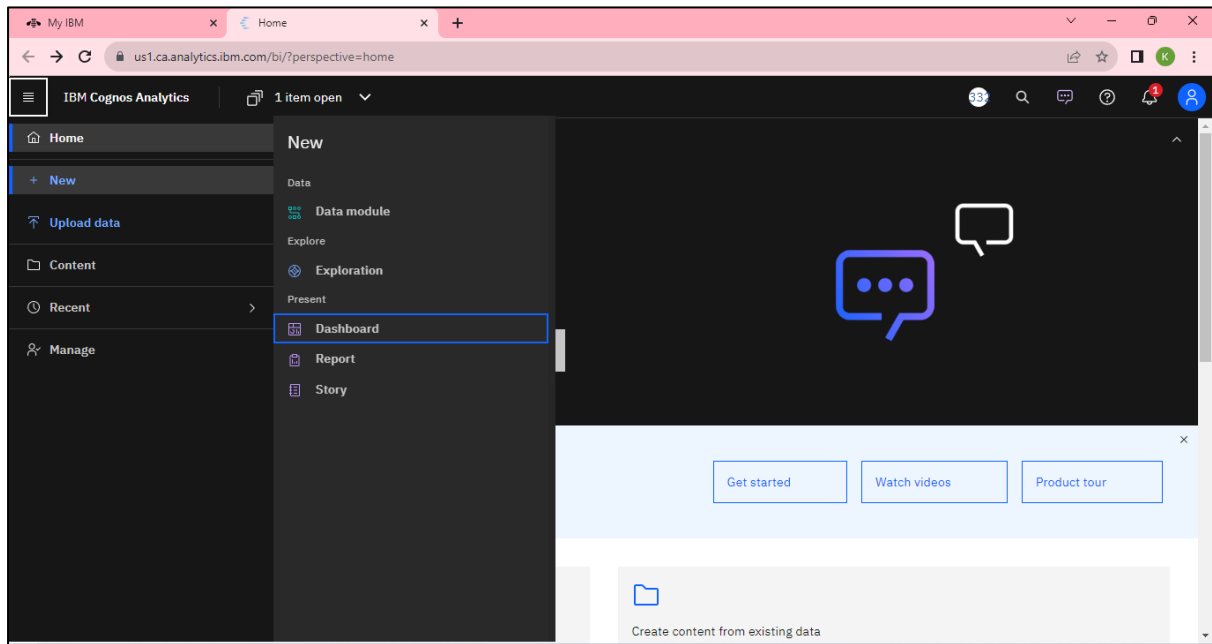 My IBM
Home
us1.ca.analytics.ibm.com/bi/?perspective=home
K
IBM Cognos Analytics
1 item open
332
1
Home
New
New
Data
Upload data
Data module
Explore
Content
Exploration
Recent
Present
Dashboard
Manage
Report
Story
Get started
Watch videos
Product tour
Create content from existing data